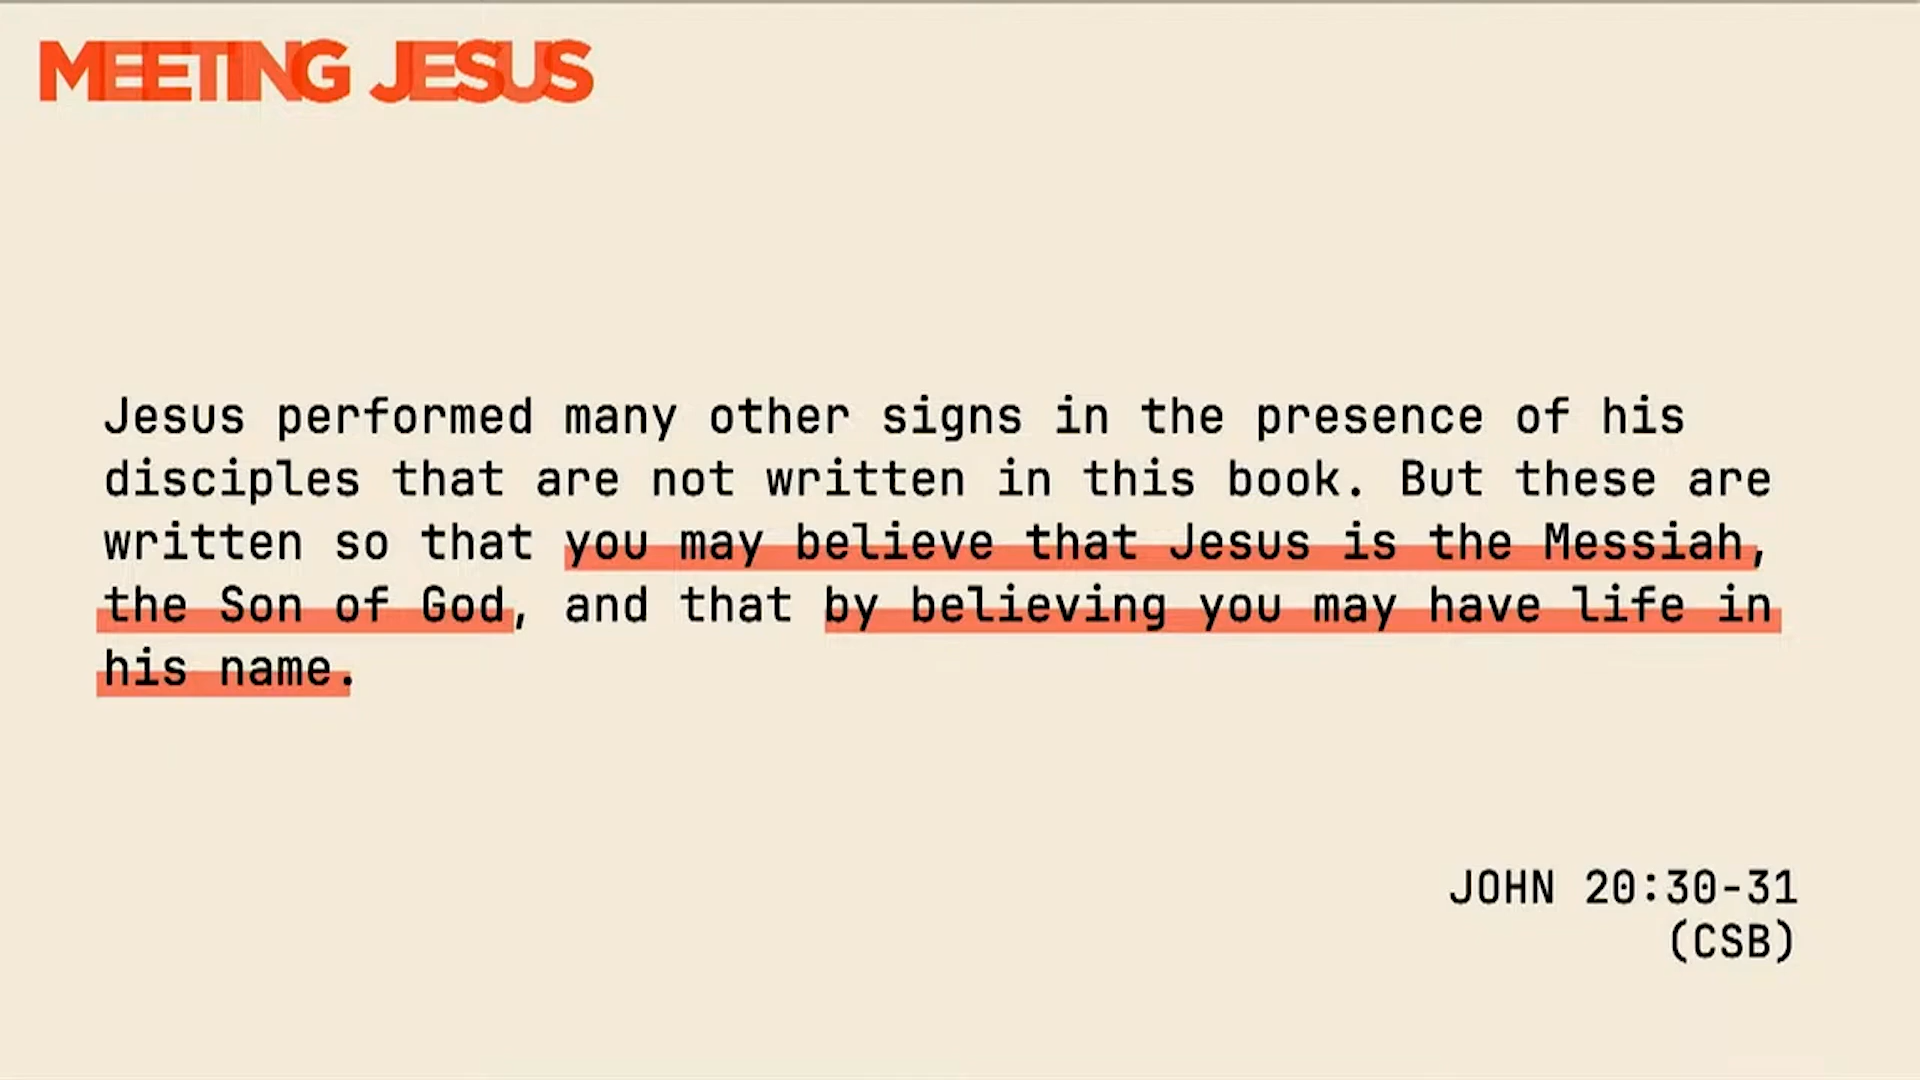 MEETING JESUS
Jesus performed many other signs in the presence of his
disciples that are not written in this book. But these are
written so that you may believe that Jesus is the Messiah,
the Son of God, and that by believing you may have life in
his name.
JOHN 20:30-31
(CSB)